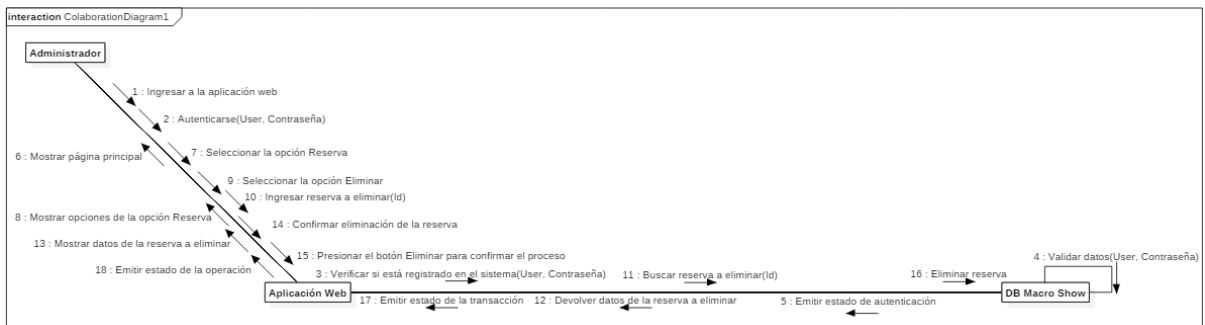 interaction ColaborationDiagram1
Administrador
1 : Ingresar a la aplicación web
2 : Autenticarse(User, Contraseña)
6 : Mostrar página principal
7 : Seleccionar la opción Reserva
9 : Seleccionar la opción Eliminar
10 : Ingresar reserva a eliminar(Id)
8 : Mostrar opciones de la opción Reserva
14 : Confirmar eliminación de la reserva
13 : Mostrar datos de la reserva a eliminar
15 : Presionar el botón Eliminar para confirmar el proceso
4 : Validar datos(User, Contraseña)
18 : Emitir estado de la operación
3 : Verificar si está registrado en el sistema(User, Contraseña)
11 : Buscar reserva a eliminar(Id)
16 : Eliminar reserva
Aplicación Web
DB Macro Show
17 : Emitir estado de la transacción
12 : Devolver datos de la reserva a eliminar
5 : Emitir estado de autenticación